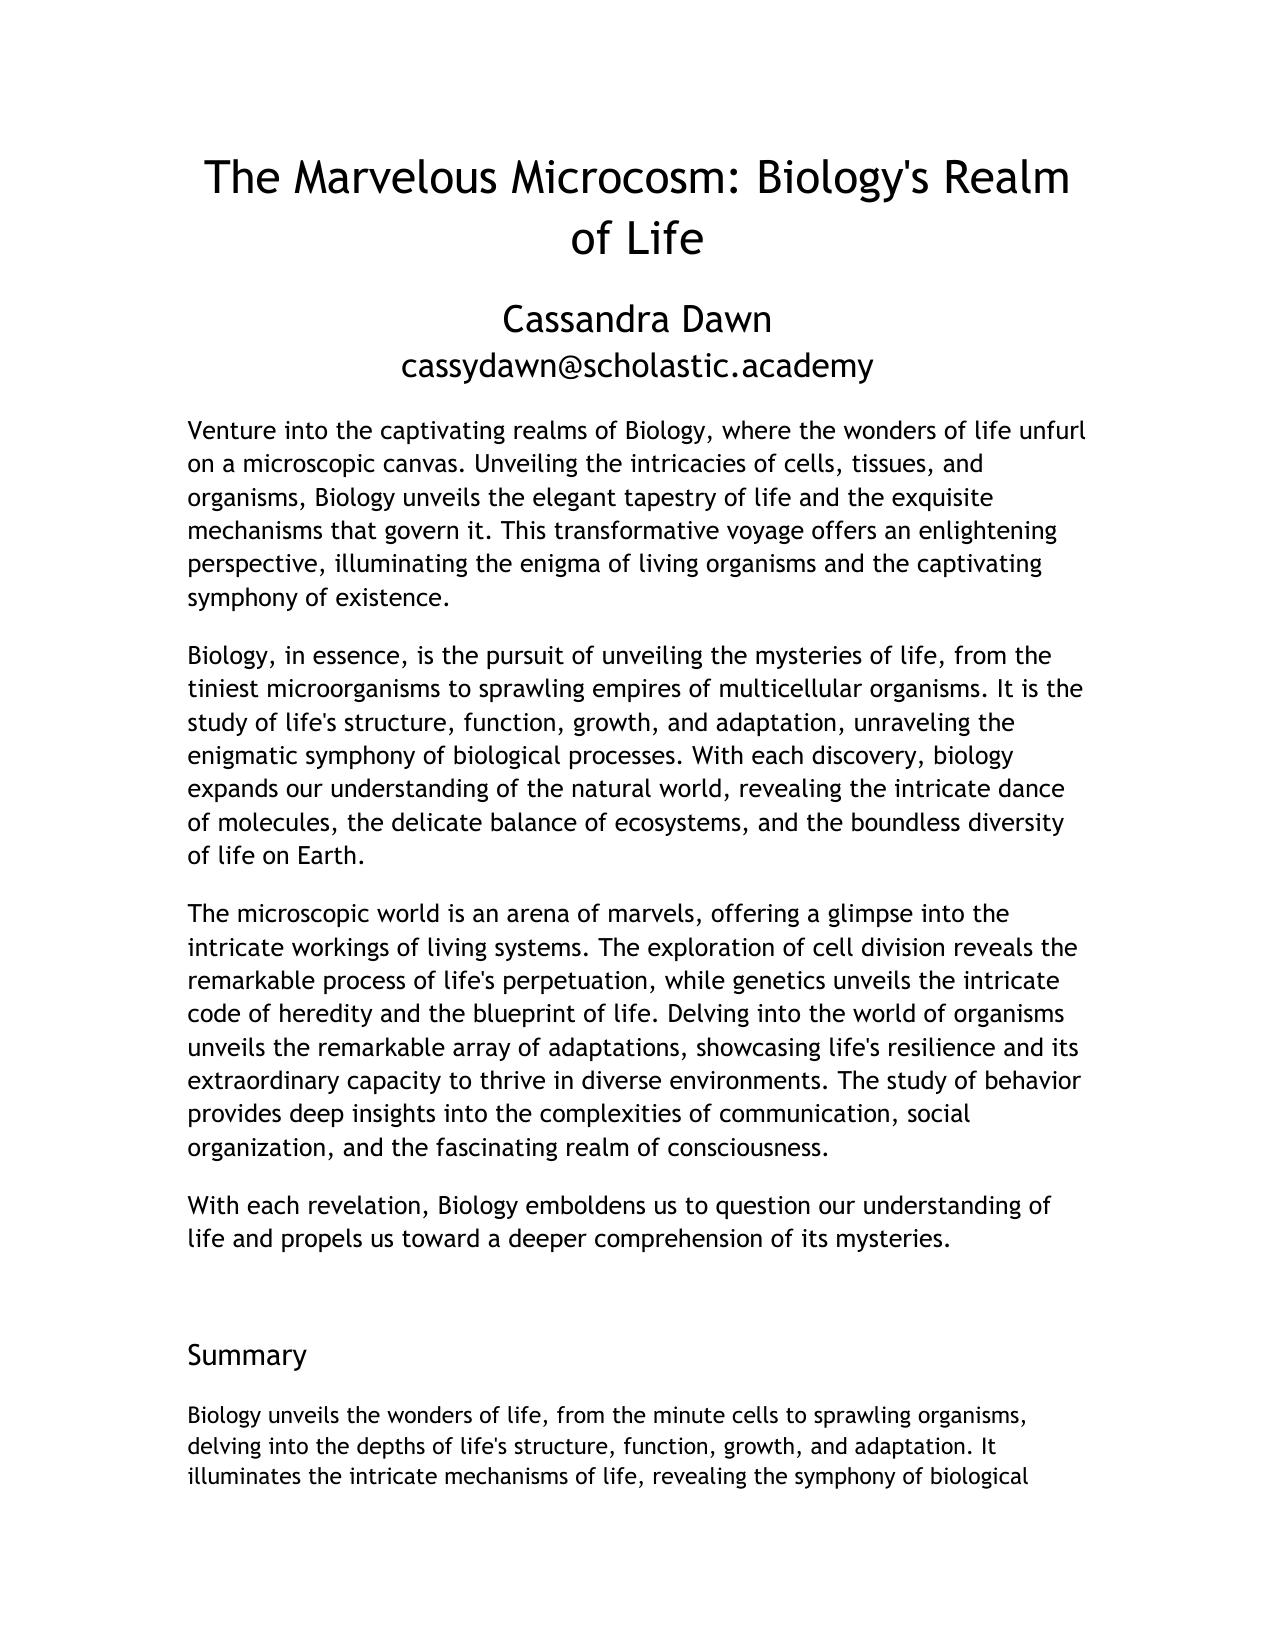 The Marvelous Microcosm: Biology's Realm
of Life
Cassandra Dawn
cassydawn@scholastic.academy
Venture into the captivating realms of Biology, where the wonders of life unfurl
on a microscopic canvas. Unveiling the intricacies of cells, tissues, and
organisms, Biology unveils the elegant tapestry of life and the exquisite
mechanisms that govern it. This transformative voyage offers an enlightening
perspective, illuminating the enigma of living organisms and the captivating
symphony of existence.
Biology, in essence, is the pursuit of unveiling the mysteries of life, from the
tiniest microorganisms to sprawling empires of multicellular organisms. It is the
study of life's structure, function, growth, and adaptation, unraveling the
enigmatic symphony of biological processes. With each discovery, biology
expands our understanding of the natural world, revealing the intricate dance
of molecules, the delicate balance of ecosystems, and the boundless diversity
of life on Earth.
The microscopic world is an arena of marvels, offering a glimpse into the
intricate workings of living systems. The exploration of cell division reveals the
remarkable process of life's perpetuation, while genetics unveils the intricate
code of heredity and the blueprint of life. Delving into the world of organisms
unveils the remarkable array of adaptations, showcasing life's resilience and its
extraordinary capacity to thrive in diverse environments. The study of behavior
provides deep insights into the complexities of communication, social
organization, and the fascinating realm of consciousness.
With each revelation, Biology emboldens us to question our understanding of
life and propels us toward a deeper comprehension of its mysteries.
Summary
Biology unveils the wonders of life, from the minute cells to sprawling organisms,
delving into the depths of life's structure, function, growth, and adaptation. It
illuminates the intricate mechanisms of life, revealing the symphony of biological